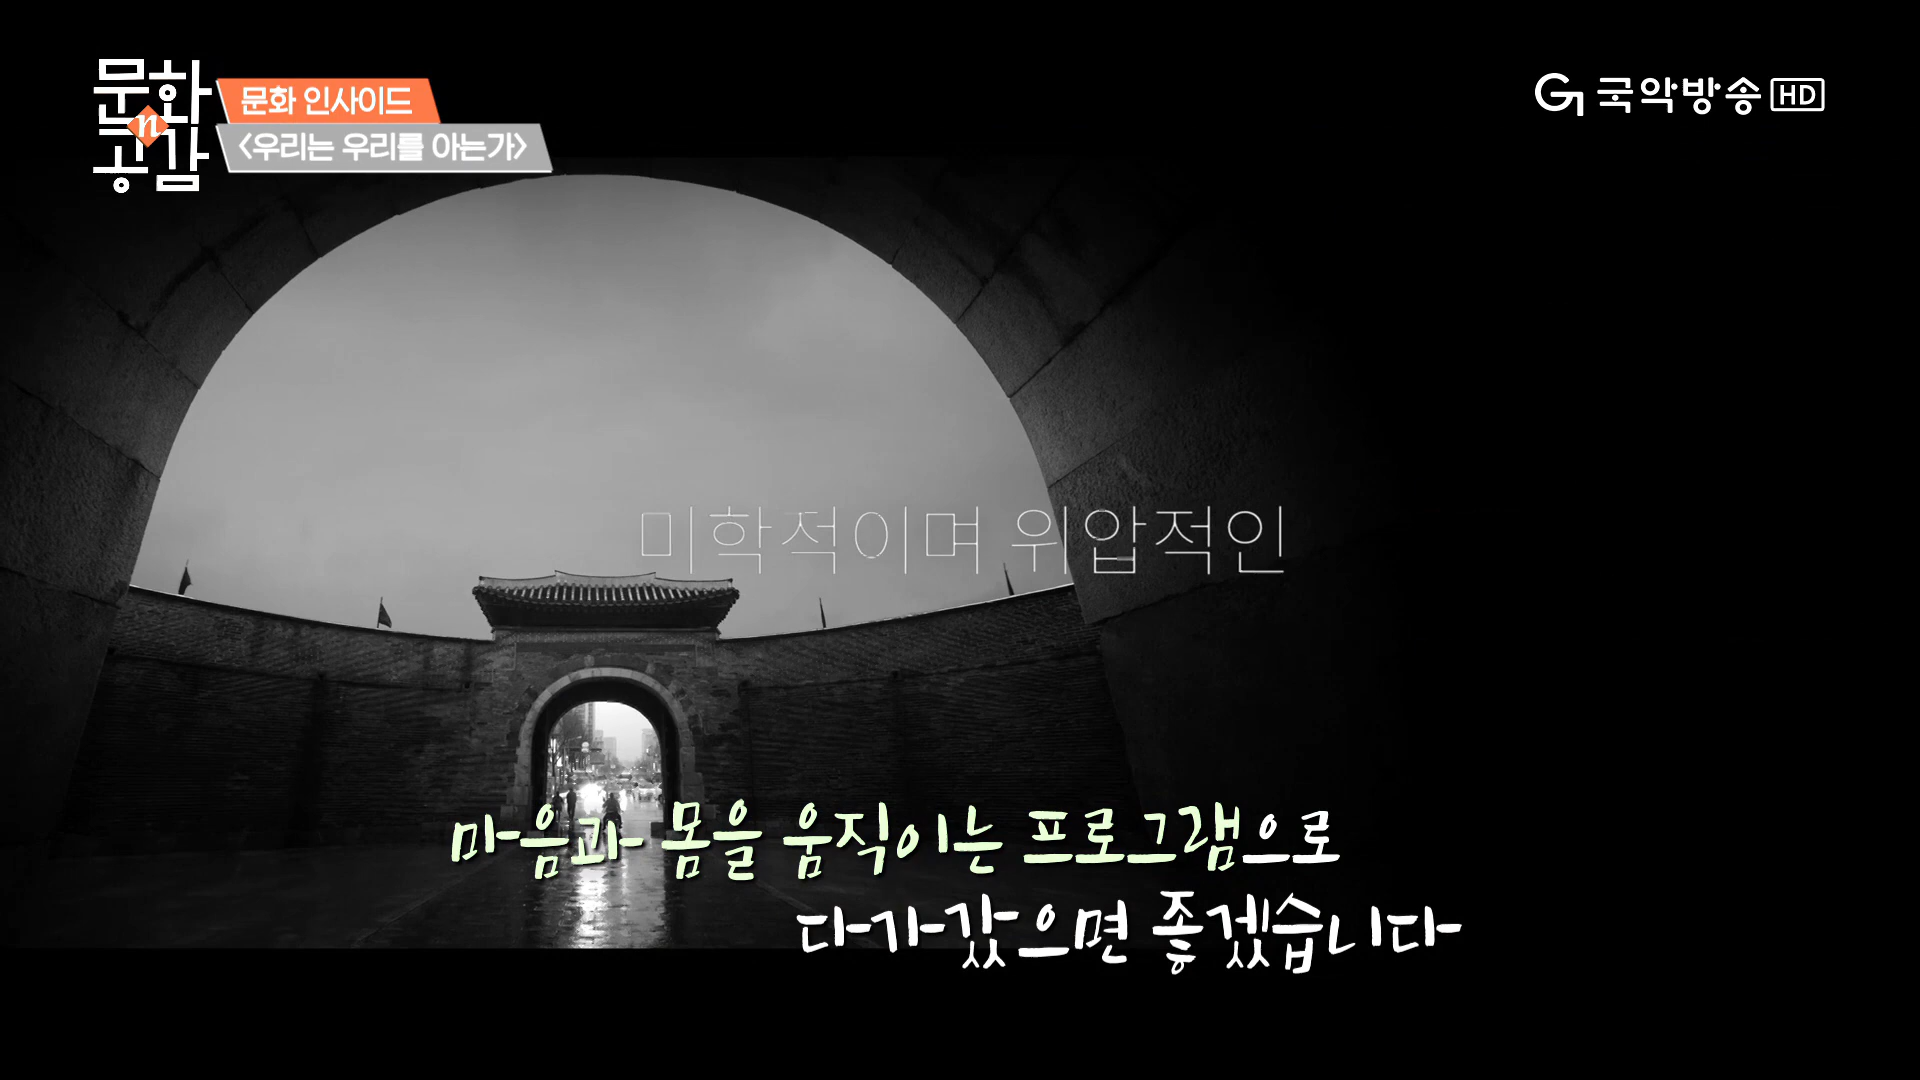 문화
n
공감
문화 인사이드
<우리는 우리를 아는가>
G 국악방송 HD
미학적이며 위압적인
마음과 몸을 움직이는 프로그램으로
다가갔으면 좋겠습니다